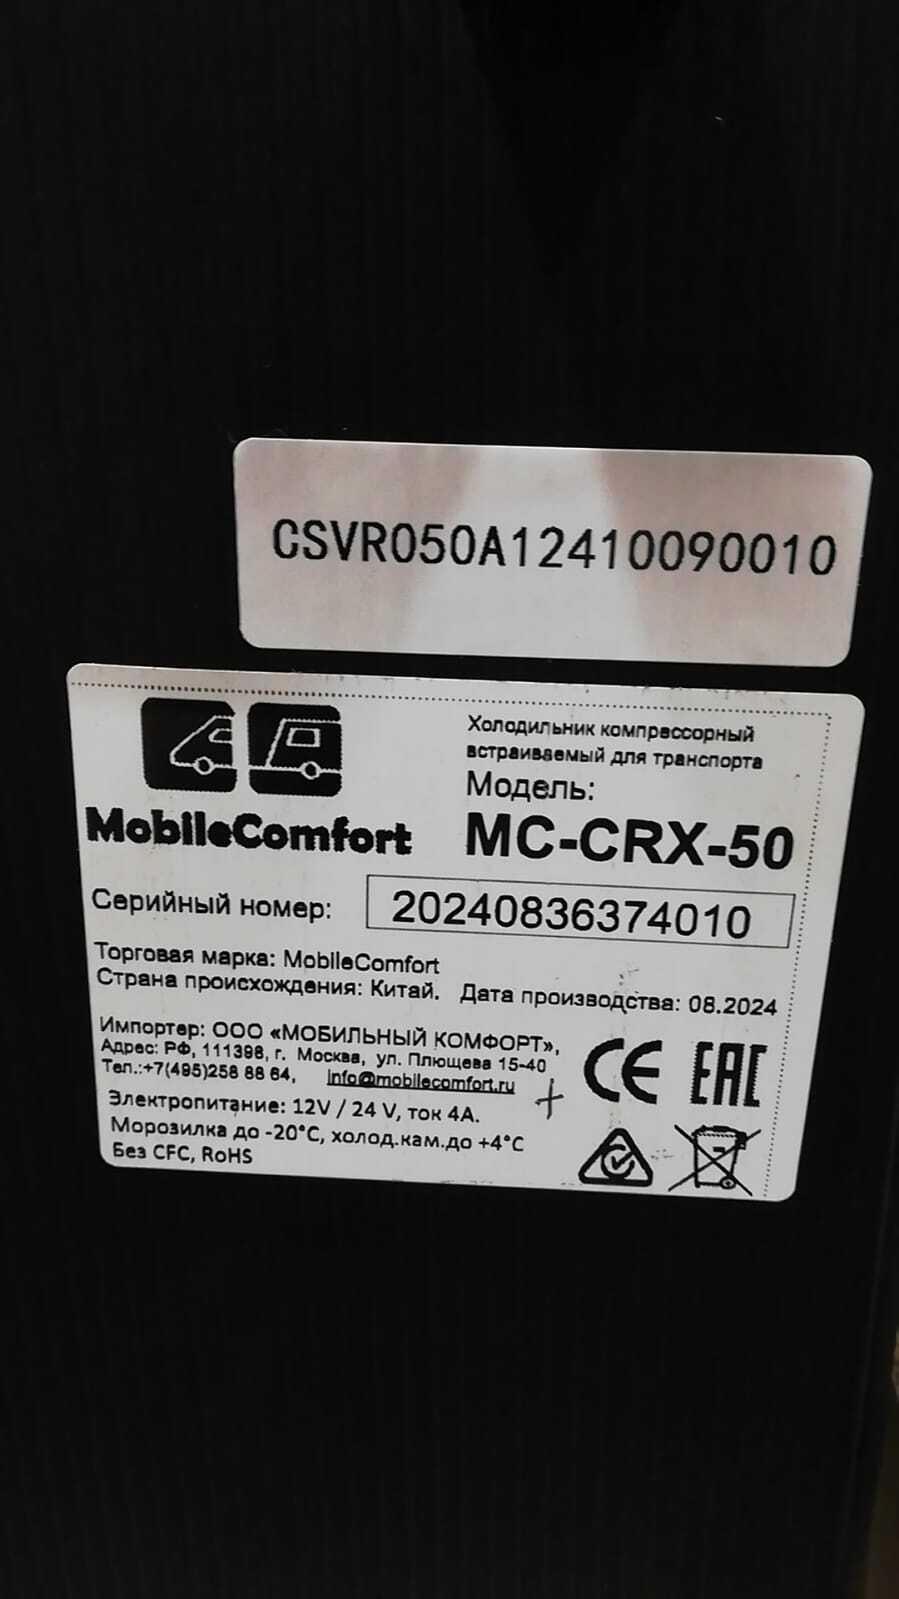 CSVR050A12410090010
Холодильник компрессорный
встраиваемый для транспорта
Модель:
MobileComfort
MC-CRX-50
Серийный номер: 20240836374010
Торговая марка: MobileComfort
Страна происхождения: Китай. Дата производства: 08.2024
Импортер: ООО «МОБИЛЬНЫЙ КОМФОРТ»,
Адрес: РФ, 111398, г. Москва, ул. Плющева 15-40
Тел.:+7(495)258 88 64, info@mobilecomfort.ru
Электропитание: 12V / 24 V, ток 4A.
Морозилка до -20°C, холод.кам.до +4°C
Без CFC, RoHS
CE EAC